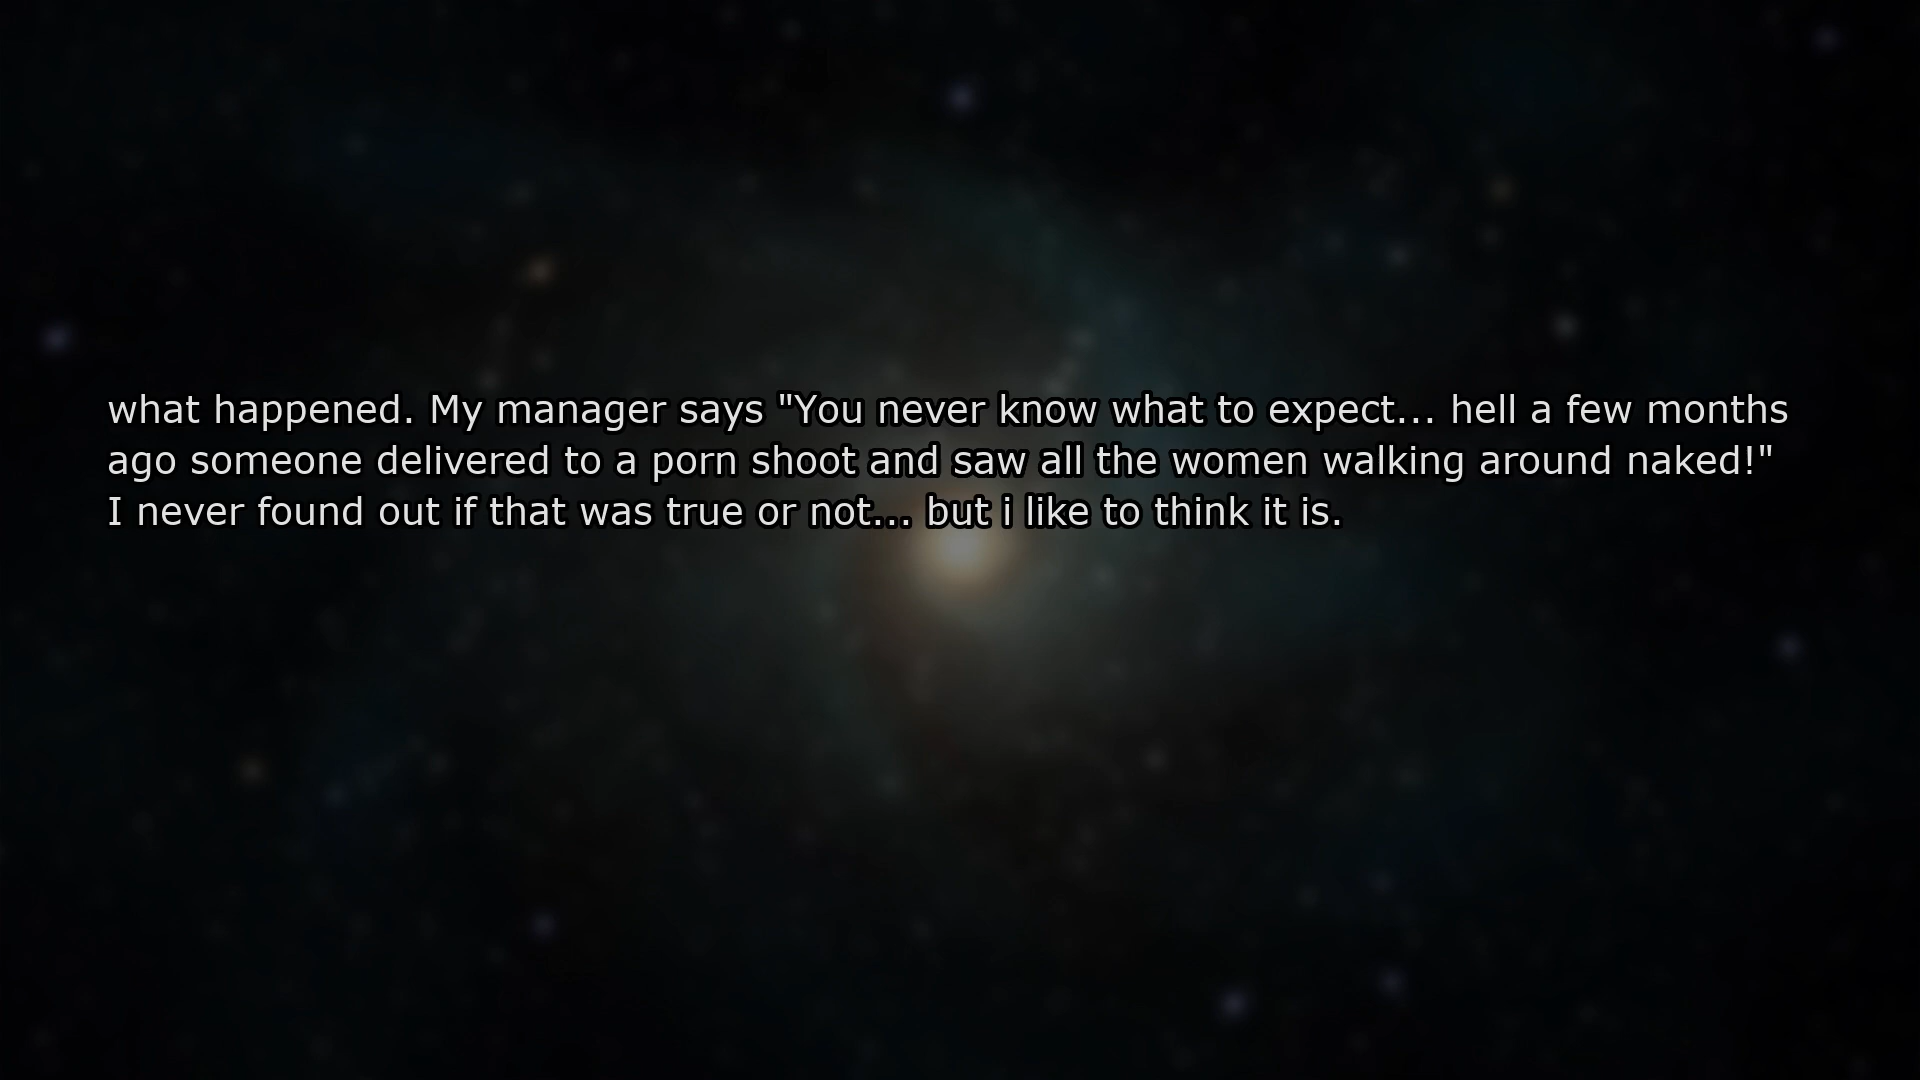 what happened. My manager says "You never know what to expect... hell a few months
ago someone delivered to a porn shoot and saw all the women walking around naked!"
I never found out if that was true or not... but i like to think it is.